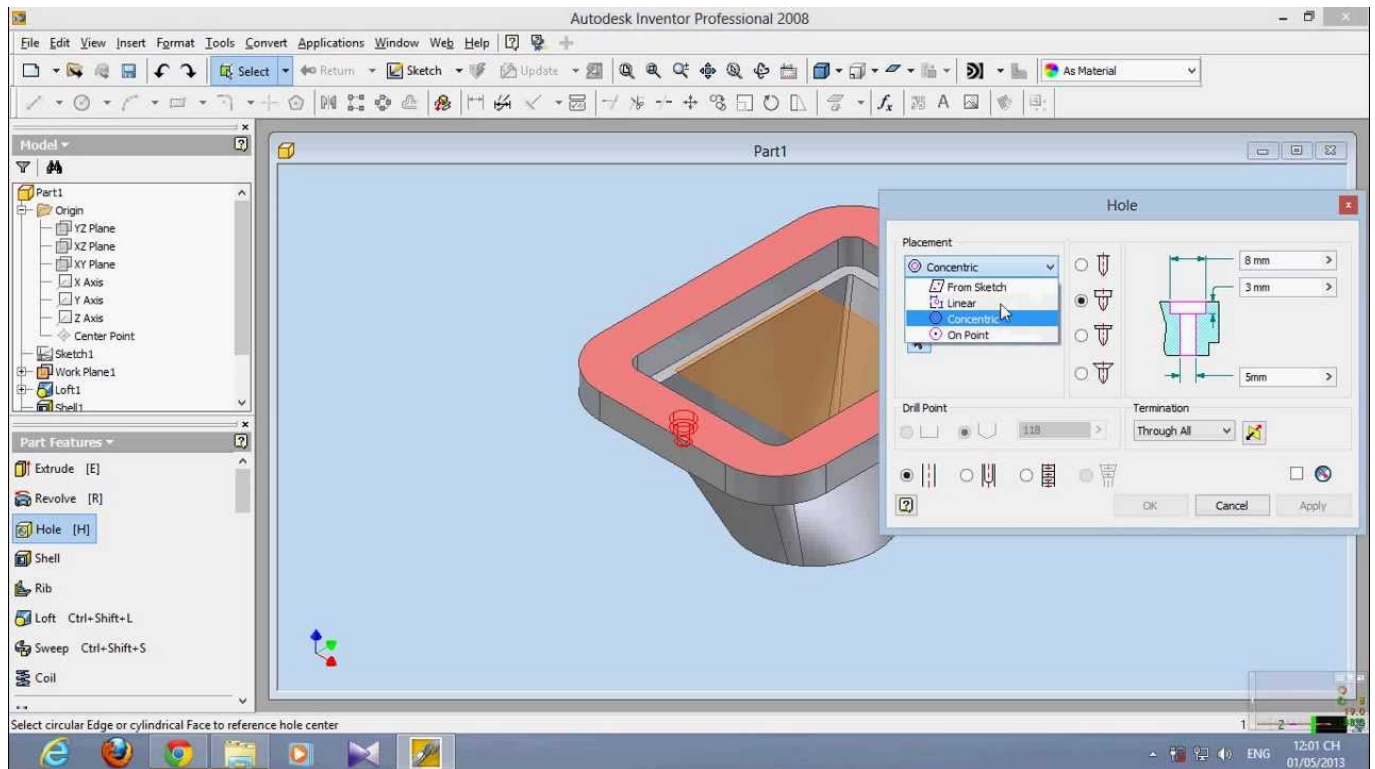 Autodesk Inventor Professional 2008
File Edit View Insert Format Tools Convert Applications Window Web Help
Select Return Sketch Update As Material
Model
Part1
Origin
YZ Plane
XZ Plane
XY Plane
X Axis
Y Axis
Z Axis
Center Point
Sketch1
Work Plane1
Loft1
Shell1
Part Features
Extrude [E]
Revolve [R]
Hole [H]
Shell
Rib
Loft Ctrl+Shift+L
Sweep Ctrl+Shift+S
Coil
Part1
Hole
Placement
Concentric
From Sketch
Linear
Concentric
On Point
8 mm
3 mm
5mm
Drill Point
118
Termination
Through All
OK Cancel Apply
Select circular Edge or cylindrical Face to reference hole center
1 2
ENG
12:01 CH
01/05/2013